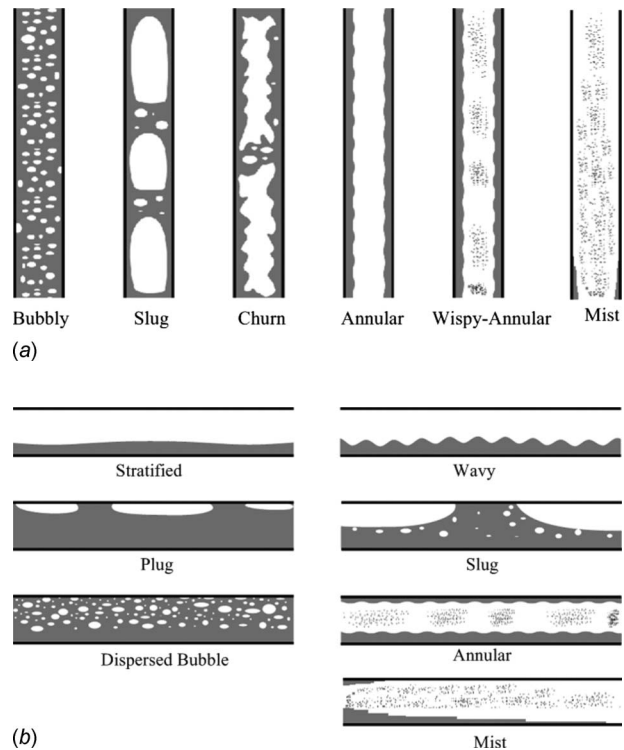 Bubbly Slug Churn Annular Wispy-Annular Mist
(a)
Stratified Wavy
Plug Slug
Dispersed Bubble Annular
(b) Mist